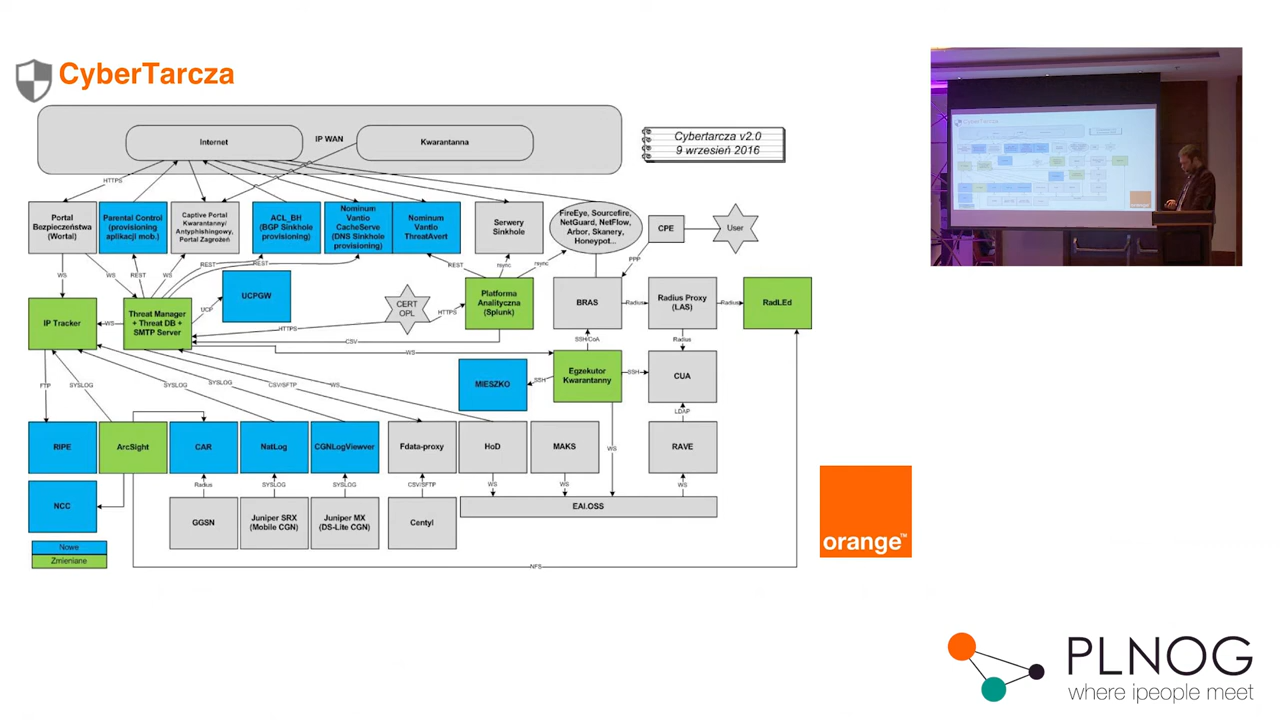 CyberTarcza
Internet
IP WAN
Kwarantanna
Cybertarcza v2.0
9 wrzesień 2016
HTTPS
Portal
Bezpieczeństwa
(Wortal)
Parental Control
(provisioning
aplikacji mob.)
Captive Portal
Kwarantanny/
Antyphishingowy,
Portal Zagrożeń
ACL_BH
(BGP Sinkhole
provisioning)
Nominum
Vantio
CacheServe
(DNS Sinkhole
provisioning)
Nominum
Vantio
ThreatAvert
Serwery
Sinkhole
FireEye, Sourcefire,
NetGuard, NetFlow,
Arbor, Skanery,
Honeypot...
CPE
User
WS
WS
REST
WS
REST
REST
REST
rsync
rsync
PPP
IP Tracker
WS
Threat Manager
+ Threat DB +
SMTP Server
UCP
UCPGW
CERT
OPL
HTTPS
HTTPS
Platforma
Analityczna
(Splunk)
BRAS
Radius
Radius Proxy
(LAS)
Radius
RadLEd
CSV
WS
SSH/CoA
Radius
FTP
SYSLOG
SYSLOG
SYSLOG
CSV/SFTP
WS
MIESZKO
SSH
Egzekutor
Kwarantanny
SSH
CUA
LDAP
RIPE
ArcSight
CAR
NatLog
CGNLogViewver
Fdata-proxy
HoD
MAKS
WS
RAVE
Radius
SYSLOG
SYSLOG
CSV/SFTP
WS
WS
WS
NCC
GGSN
Juniper SRX
(Mobile CGN)
Juniper MX
(DS-Lite CGN)
Centyl
EAI.OSS
Nowe
Zmieniane
NFS
orange™
PLNOG
where ipeople meet